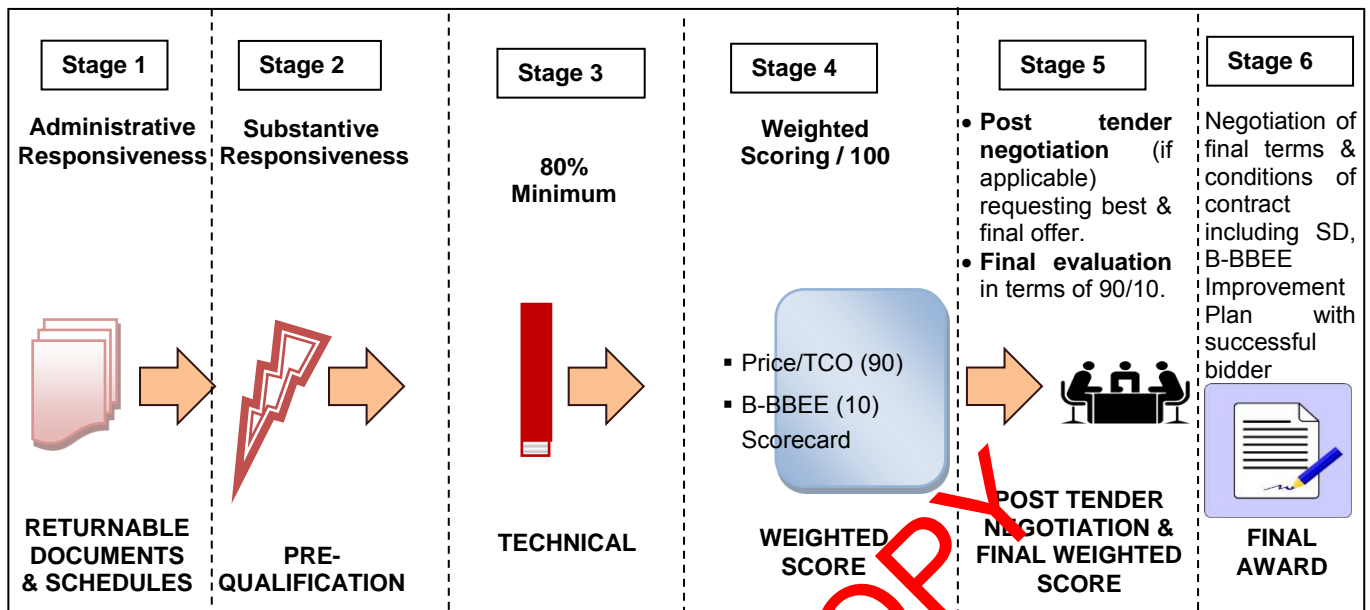 Stage 1
Administrative
Responsiveness
RETURNABLE
DOCUMENTS
& SCHEDULES
Stage 2
Substantive
Responsiveness
PRE-
QUALIFICATION
Stage 3
80%
Minimum
TECHNICAL
Stage 4
Weighted
Scoring / 100
▪ Price/TCO (90)
▪ B-BBEE (10)
Scorecard
WEIGHTED
SCORE
Stage 5
• Post tender
negotiation (if
applicable)
requesting best &
final offer.
• Final evaluation
in terms of 90/10.
POST TENDER
NEGOTIATION &
FINAL WEIGHTED
SCORE
Stage 6
Negotiation of
final terms &
conditions of
contract
including SD,
B-BBEE
Improvement
Plan with
successful
bidder
FINAL
AWARD
OPY